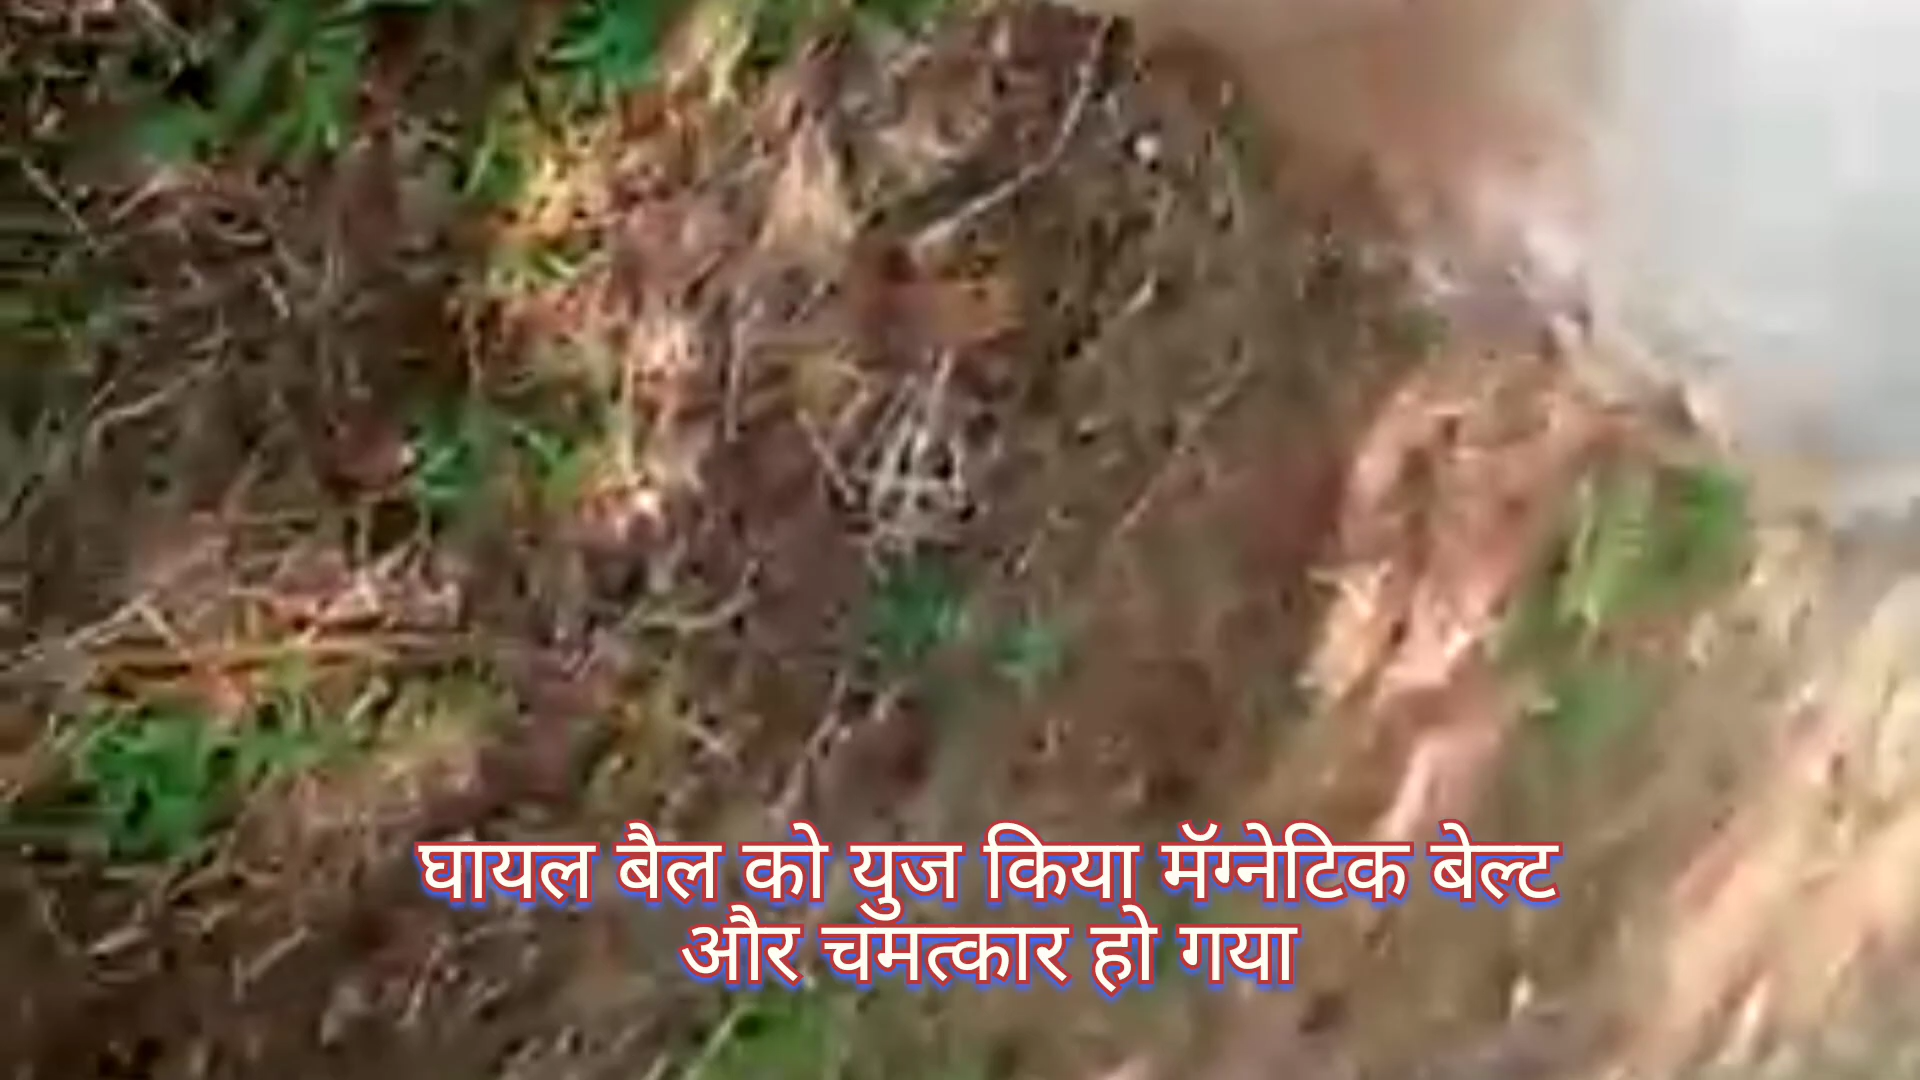 घायल बैल को युज किया मॅग्नेटिक बेल्ट
और चमत्कार हो गया